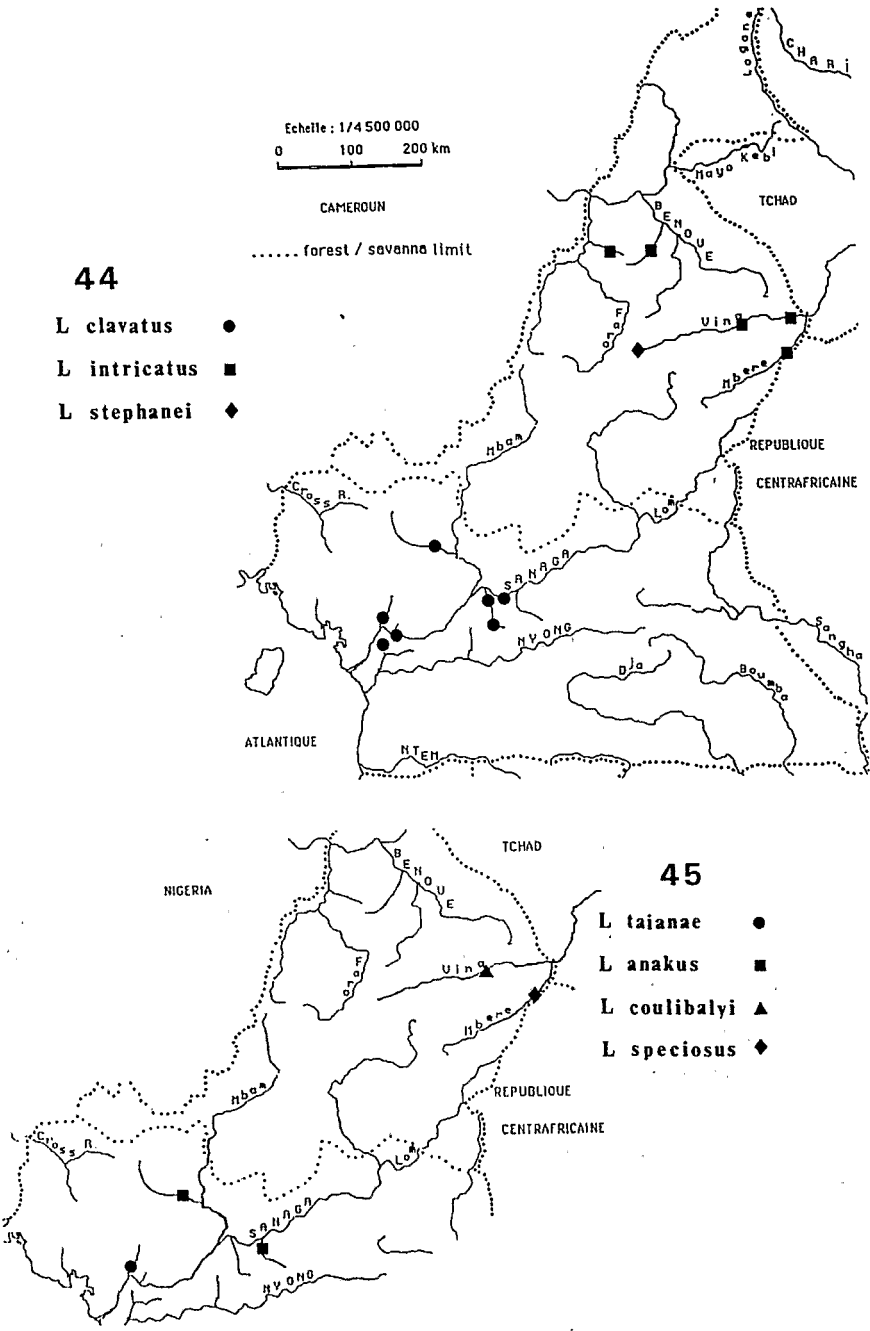 Logane
CHARI
Echelle : 1/4 500 000
0 100 200 km
Mayo Kebi
CAMEROUN
TCHAD
BENOUE
........ forest / savanna limit
44
L clavatus ●
L intricatus ■
L stephanei ♦
Faro
Vina
Mbere
Mbam
REPUBLIQUE
CENTRAFRICAINE
Cross R.
Lom
SANAGA
Sangha
NYONG
Dja
Boumba
ATLANTIQUE
NTEM
TCHAD
BENOUE
NIGERIA
45
L taianae ●
L anakus ■
L coulibalyi ▲
L speciosus ♦
Faro
Vina
Mbere
Mbam
REPUBLIQUE
CENTRAFRICAINE
Cross R.
Lom
SANAGA
NYONG